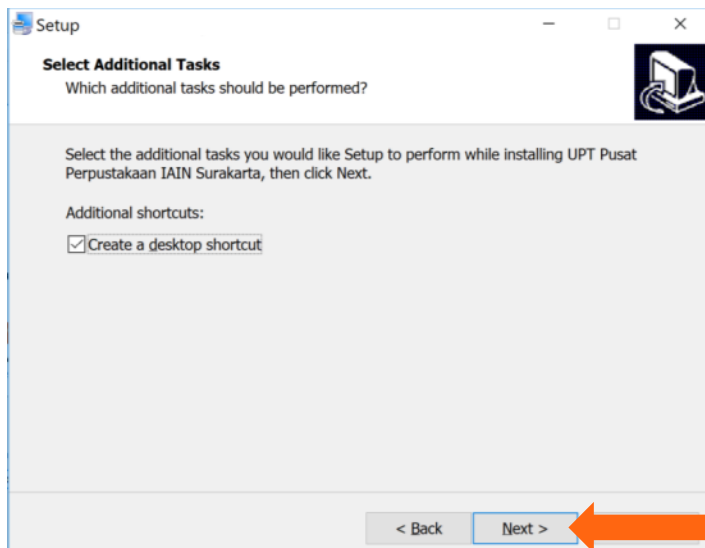 Setup
Select Additional Tasks
Which additional tasks should be performed?
Select the additional tasks you would like Setup to perform while installing UPT Pusat
Perpustakaan IAIN Surakarta, then click Next.
Additional shortcuts:
Create a desktop shortcut
< Back
Next >